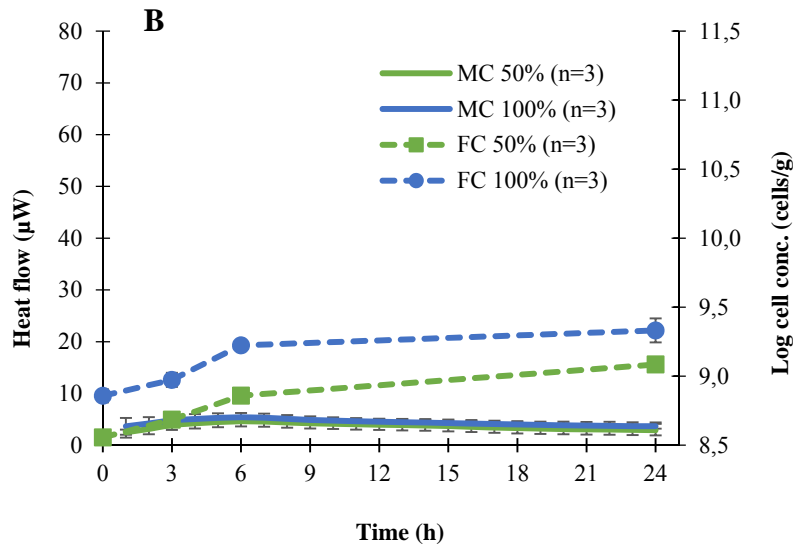 B
80
70
60
50
40
30
20
10
0
Heat flow (µW)
11,5
11,0
10,5
10,0
9,5
9,0
8,5
Log cell conc. (cells/g)
MC 50% (n=3)
MC 100% (n=3)
FC 50% (n=3)
FC 100% (n=3)
0 3 6 9 12 15 18 21 24
Time (h)